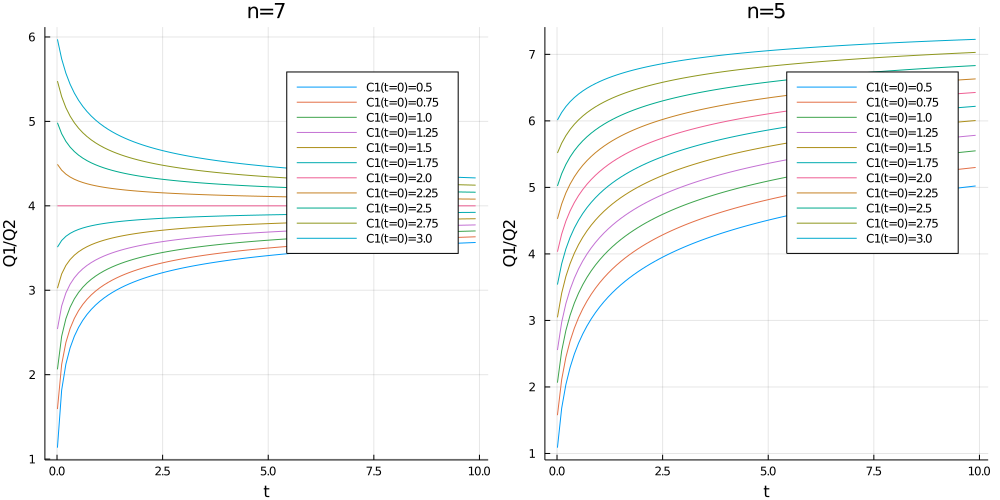 n=7
6
5
4
3
2
1
Q1/Q2
0.0
2.5
5.0
7.5
10.0
t
C1(t=0)=0.5
C1(t=0)=0.75
C1(t=0)=1.0
C1(t=0)=1.25
C1(t=0)=1.5
C1(t=0)=1.75
C1(t=0)=2.0
C1(t=0)=2.25
C1(t=0)=2.5
C1(t=0)=2.75
C1(t=0)=3.0
n=5
7
6
5
4
3
2
1
Q1/Q2
0.0
2.5
5.0
7.5
10.0
t
C1(t=0)=0.5
C1(t=0)=0.75
C1(t=0)=1.0
C1(t=0)=1.25
C1(t=0)=1.5
C1(t=0)=1.75
C1(t=0)=2.0
C1(t=0)=2.25
C1(t=0)=2.5
C1(t=0)=2.75
C1(t=0)=3.0